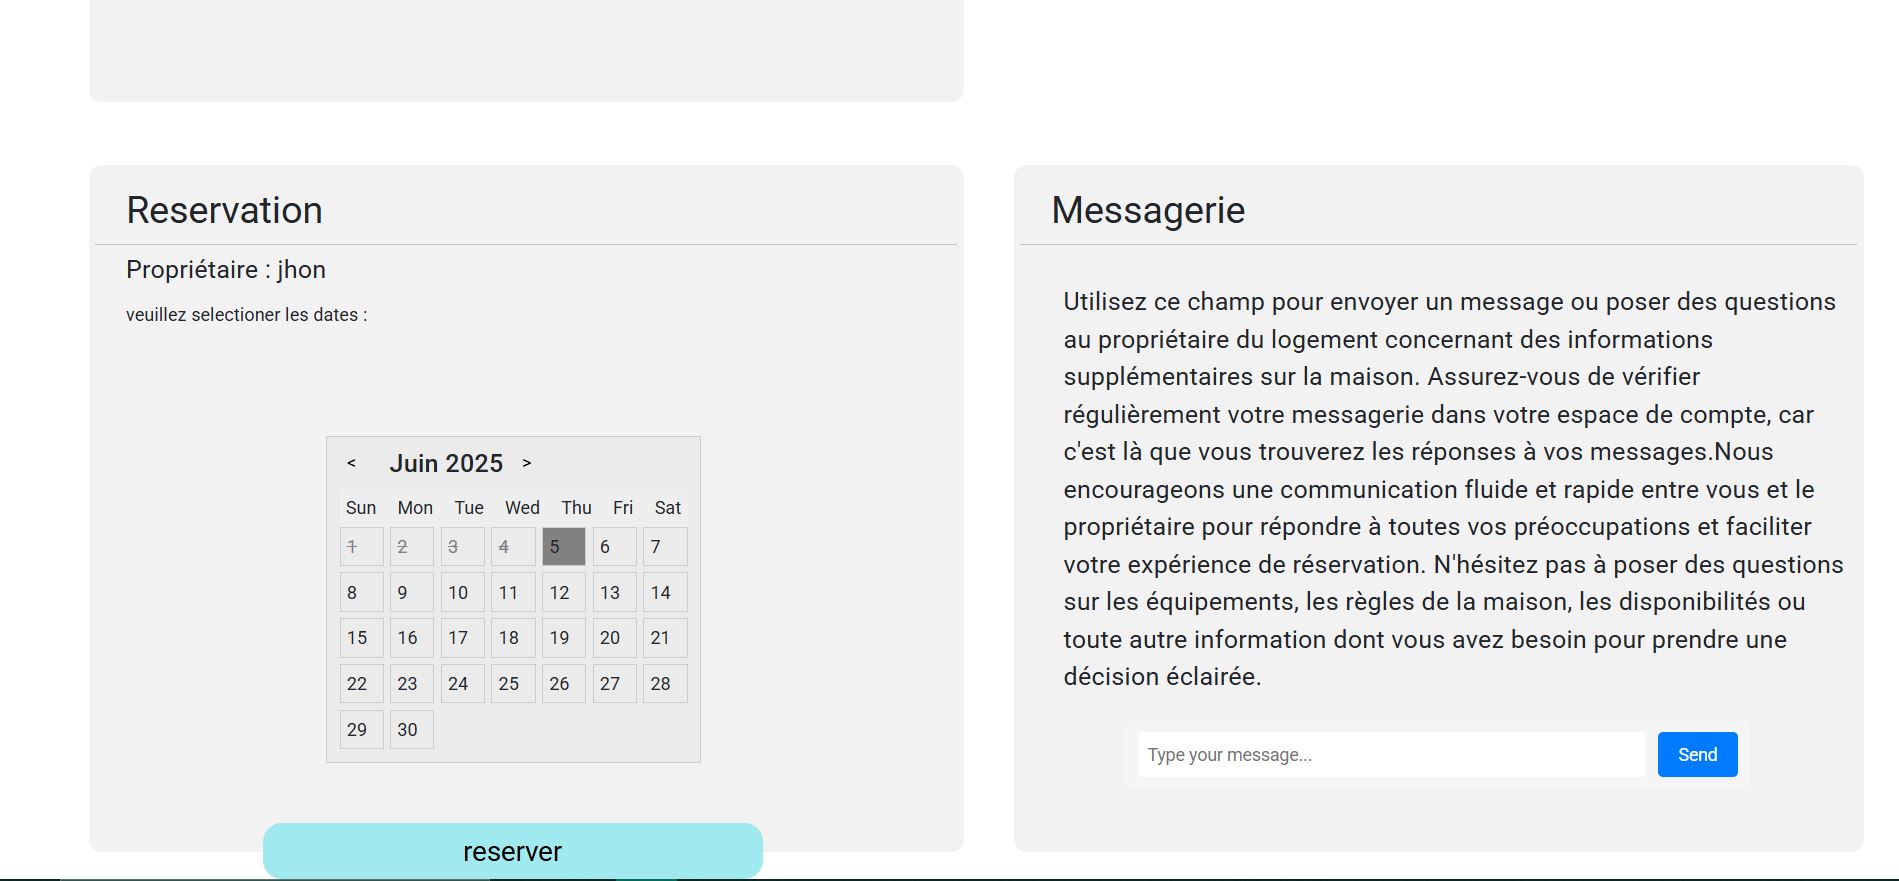 Reservation
Propriétaire : jhon
veuillez selectioner les dates :
< Juin 2025 >
Sun Mon Tue Wed Thu Fri Sat
1 2 3 4 5 6 7
8 9 10 11 12 13 14
15 16 17 18 19 20 21
22 23 24 25 26 27 28
29 30
reserver
Messagerie
Utilisez ce champ pour envoyer un message ou poser des questions
au propriétaire du logement concernant des informations
supplémentaires sur la maison. Assurez-vous de vérifier
régulièrement votre messagerie dans votre espace de compte, car
c'est là que vous trouverez les réponses à vos messages.Nous
encourageons une communication fluide et rapide entre vous et le
propriétaire pour répondre à toutes vos préoccupations et faciliter
votre expérience de réservation. N'hésitez pas à poser des questions
sur les équipements, les règles de la maison, les disponibilités ou
toute autre information dont vous avez besoin pour prendre une
décision éclairée.
Type your message... Send